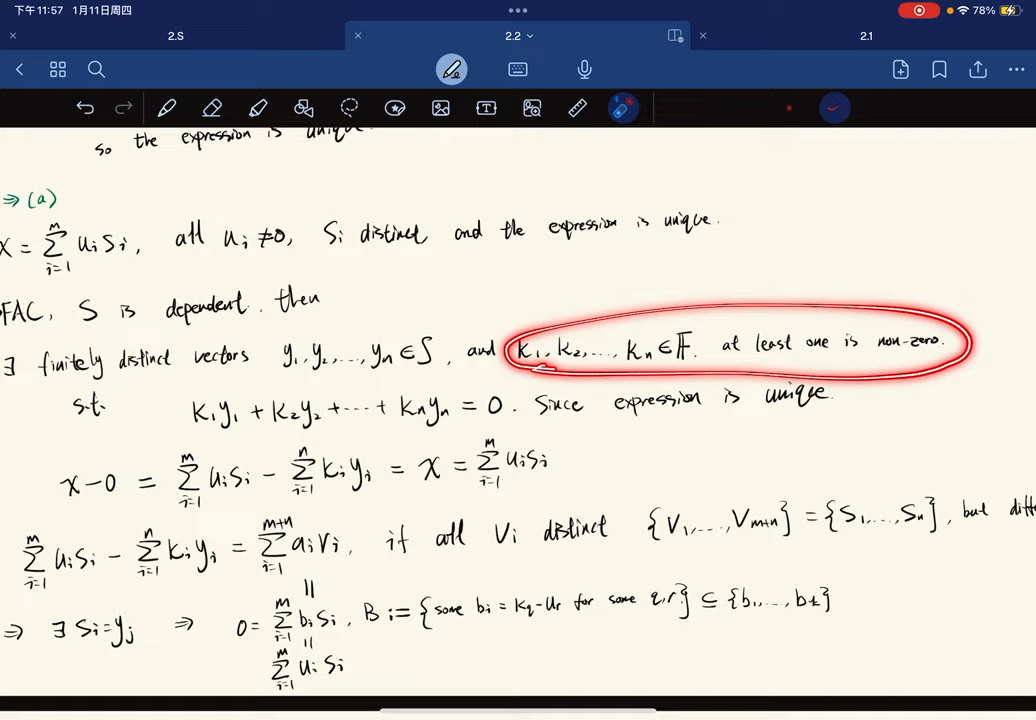 下午11:57 1月11日周四
78%
2.S 2.2 2.1
so the expression is unique.
⇒ (a)
x = Σ_{i=1}^{m} u_i s_i, all u_i ≠ 0, s_i distinct and the expression is unique.
FAC, S is dependent, then
∃ finitely distinct vectors y_1, y_2, ..., y_n ∈ S, and k_1, k_2, ..., k_n ∈ 𝔽. at least one is non-zero.
s.t. k_1y_1 + k_2y_2 + ... + k_ny_n = 0. Since expression is unique.
x - 0 = Σ_{i=1}^{m} u_i s_i - Σ_{i=1}^{n} k_i y_i = x = Σ_{i=1}^{m} u_i s_i
Σ_{i=1}^{m} u_i s_i - Σ_{i=1}^{n} k_i y_i = Σ_{i=1}^{m+n} a_i v_i, if all v_i distinct {v_1, ..., v_{m+n}} = {s_1, ..., s_n}, but diffe
||
⇒ ∃ s_i = y_j ⇒ 0 = Σ_{i=1}^{m} b_i s_i, B := {some b_i = k_q - u_r for some q, r} ⊆ {b_1, ..., b_k}
||
Σ_{i=1}^{m} u_i s_i